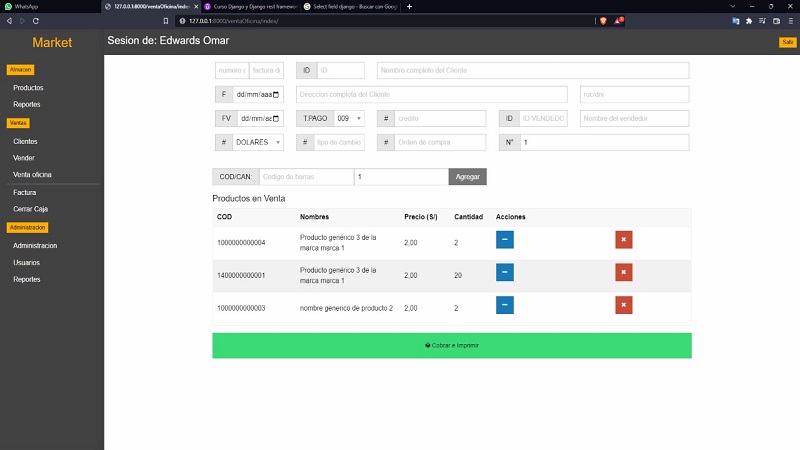 WhatsApp
127.0.0.1:8000/ventaOficina/index/
Curso Django y Django rest framew
Select field django - Buscar con Goog
127.0.0.1:8000/ventaOficina/index/
Market
Sesion de: Edwards Omar
Salir
Almacen
Productos
Reportes
Ventas
Clientes
Vender
Venta oficina
Factura
Cerrar Caja
Administracion
Administracion
Usuarios
Reportes
numero d factura de ID ID Nombre completo del Cliente
F dd/mm/aaa Direccion completa del Cliente ruc/dni
FV dd/mm/aa T.PAGO 009 # credito ID ID VENDEDO Nombre del vendedor
# DOLARES # tipo de cambio # Orden de compra N° 1
COD/CAN: Codigo de barras 1 Agregar
Productos en Venta
COD Nombres Precio (S/) Cantidad Acciones
1000000000004 Producto genérico 3 de la marca marca 1 2,00 2
1400000000001 Producto genérico 3 de la marca marca 1 2,00 20
1000000000003 nombre generico de producto 2 2,00 2
Cobrar e Imprimir